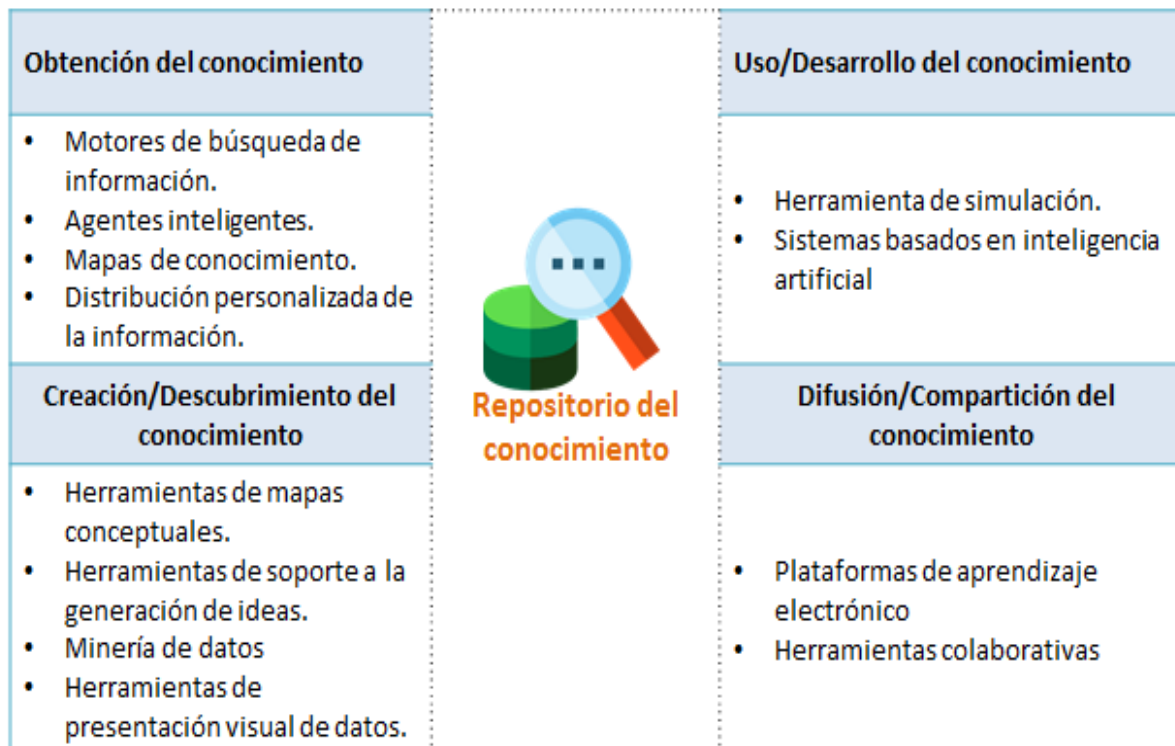 Obtención del conocimiento
• Motores de búsqueda de
información.
• Agentes inteligentes.
• Mapas de conocimiento.
• Distribución personalizada de
la información.
Creación/Descubrimiento del
conocimiento
• Herramientas de mapas
conceptuales.
• Herramientas de soporte a la
generación de ideas.
• Minería de datos
• Herramientas de
presentación visual de datos.
Repositorio del
conocimiento
Uso/Desarrollo del conocimiento
• Herramienta de simulación.
• Sistemas basados en inteligencia
artificial
Difusión/Compartición del
conocimiento
• Plataformas de aprendizaje
electrónico
• Herramientas colaborativas